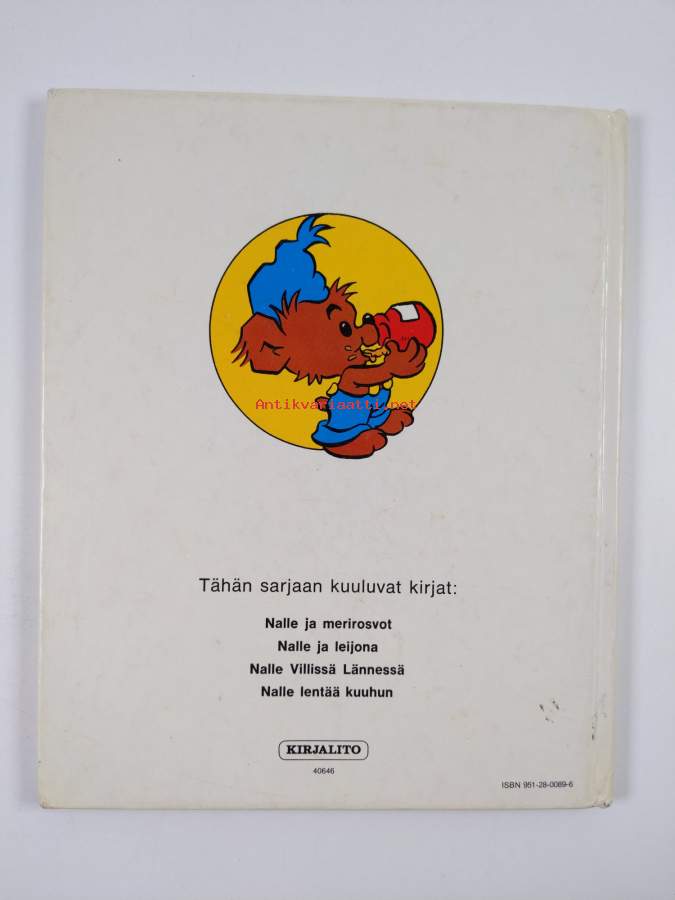 Antikvariaatti.net
Tähän sarjaan kuuluvat kirjat:
Nalle ja merirosvot
Nalle ja leijona
Nalle Villissä Lännessä
Nalle lentää kuuhun
KIRJALITO
40646
ISBN 951-28-0089-6